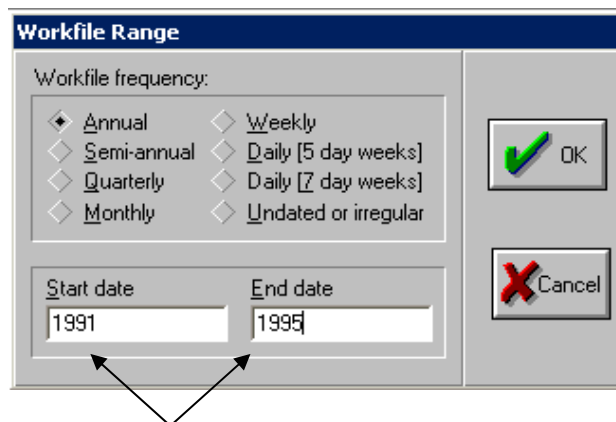 Workfile Range
Workfile frequency:
Annual
Weekly
Semi-annual
Daily [5 day weeks]
Quarterly
Daily [7 day weeks]
Monthly
Undated or irregular
OK
Start date
End date
1991
1995
Cancel